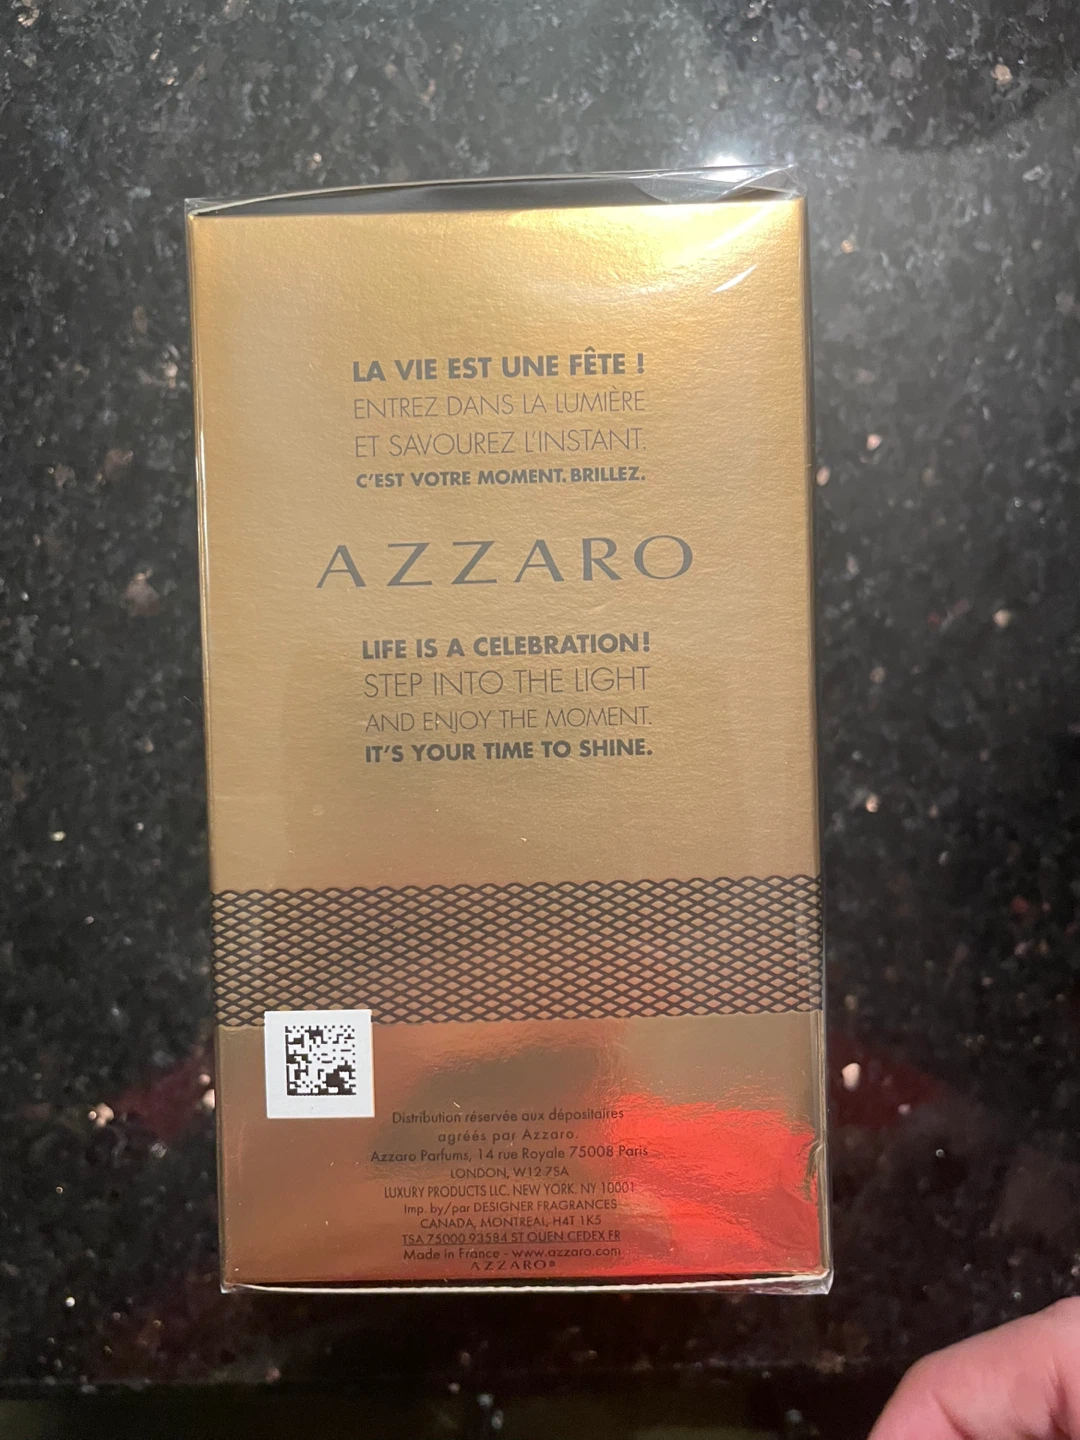 LA VIE EST UNE FÊTE !
ENTREZ DANS LA LUMIÈRE
ET SAVOUREZ L'INSTANT.
C'EST VOTRE MOMENT. BRILLEZ.
AZZARO
LIFE IS A CELEBRATION!
STEP INTO THE LIGHT
AND ENJOY THE MOMENT.
IT'S YOUR TIME TO SHINE.
Distribution réservée aux dépositaires
agréés par Azzaro.
Azzaro Parfums, 14 rue Royale 75008 Paris
LONDON, W12 7SA
LUXURY PRODUCTS LLC. NEW YORK. NY 10001
Imp. by/par DESIGNER FRAGRANCES
CANADA, MONTREAL, H4T 1K5
TSA 75000 93584 ST OUEN CEDEX FR
Made in France - www.azzaro.com
AZZARO®